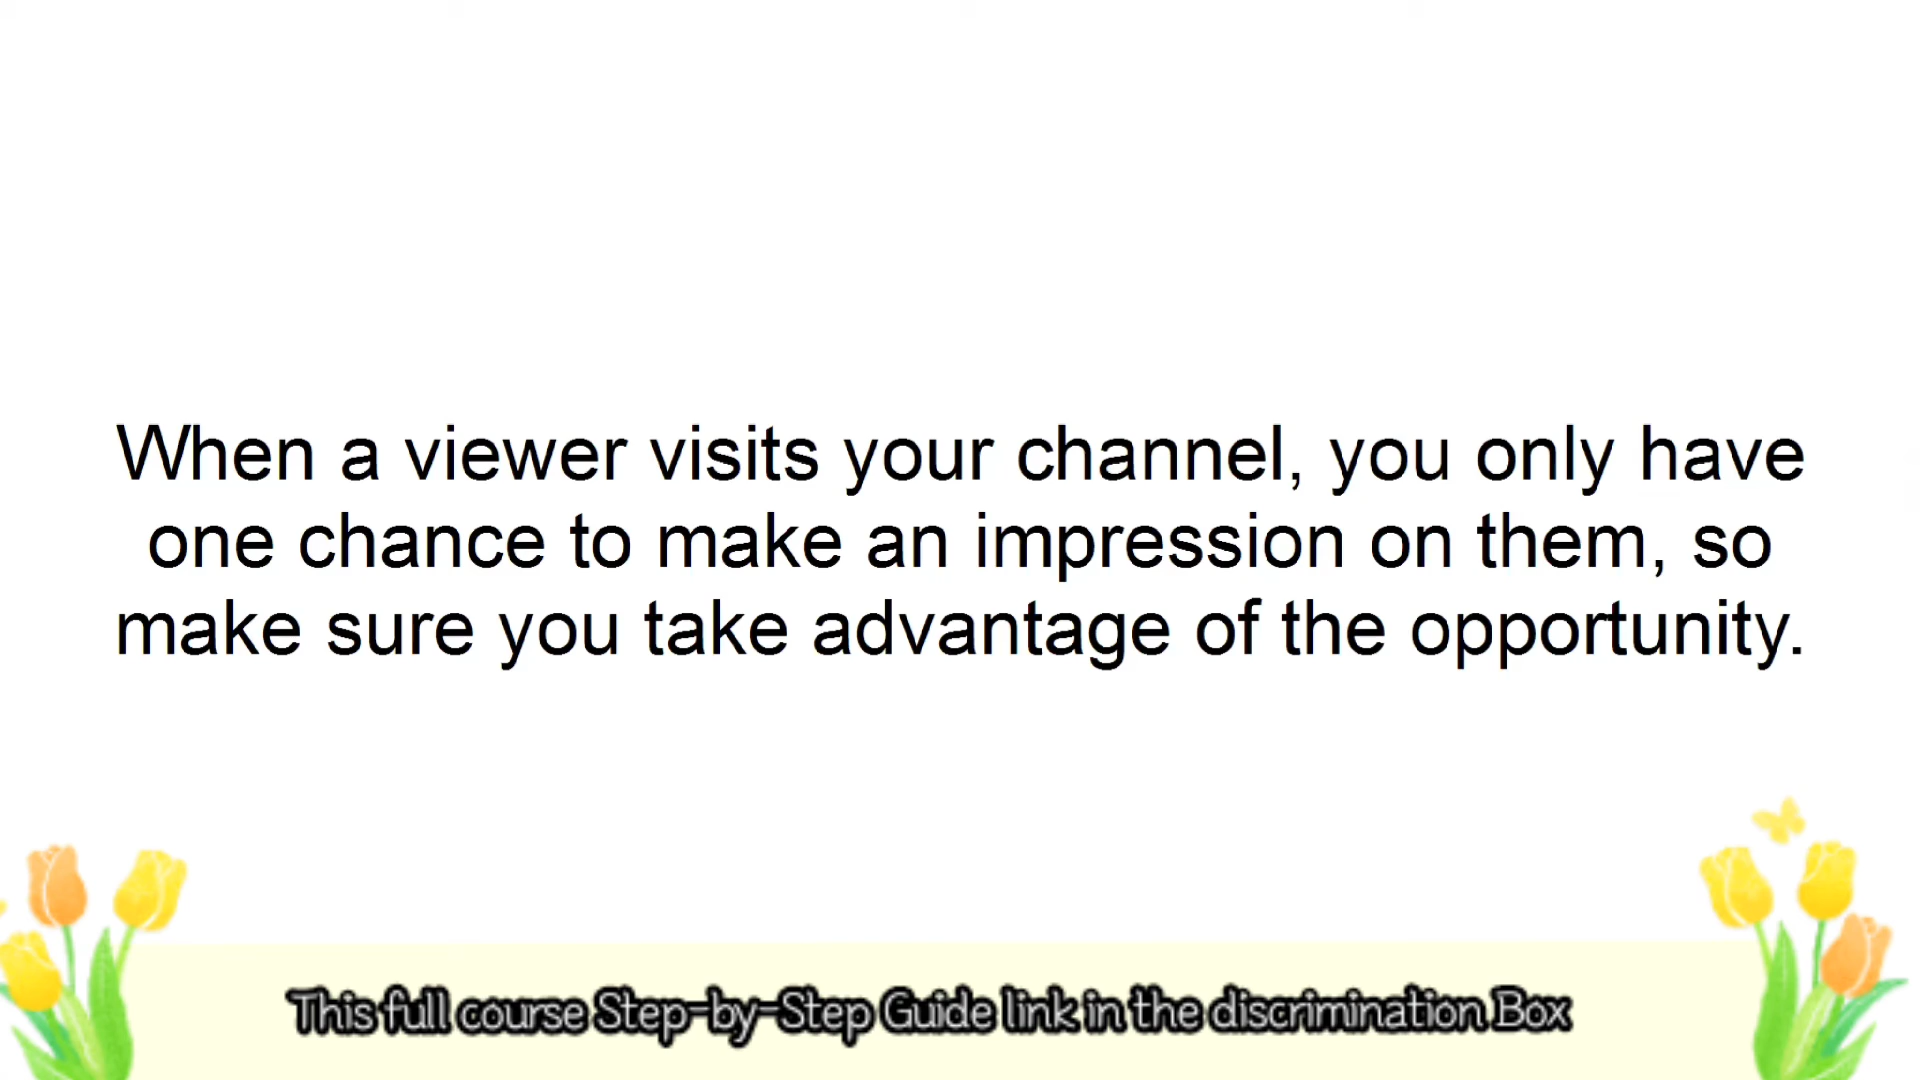 When a viewer visits your channel, you only have
one chance to make an impression on them, so
make sure you take advantage of the opportunity.
This full course Step-by-Step Guide link in the discrimination Box